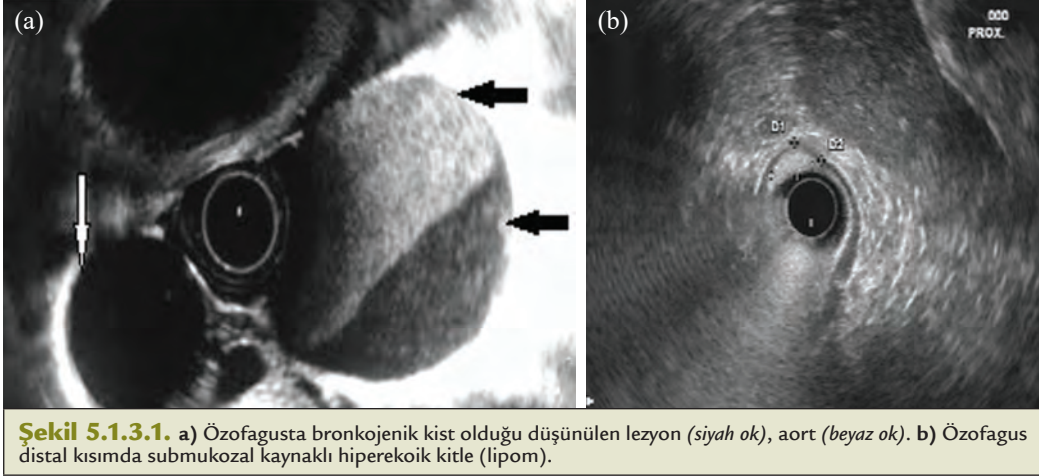 (a)
(b)
000
PROX.
D1
D2
Şekil 5.1.3.1. a) Özofagusta bronkojenik kist olduğu düşünülen lezyon (siyah ok), aort (beyaz ok). b) Özofagus
distal kısımda submukozal kaynaklı hiperekoik kitle (lipom).